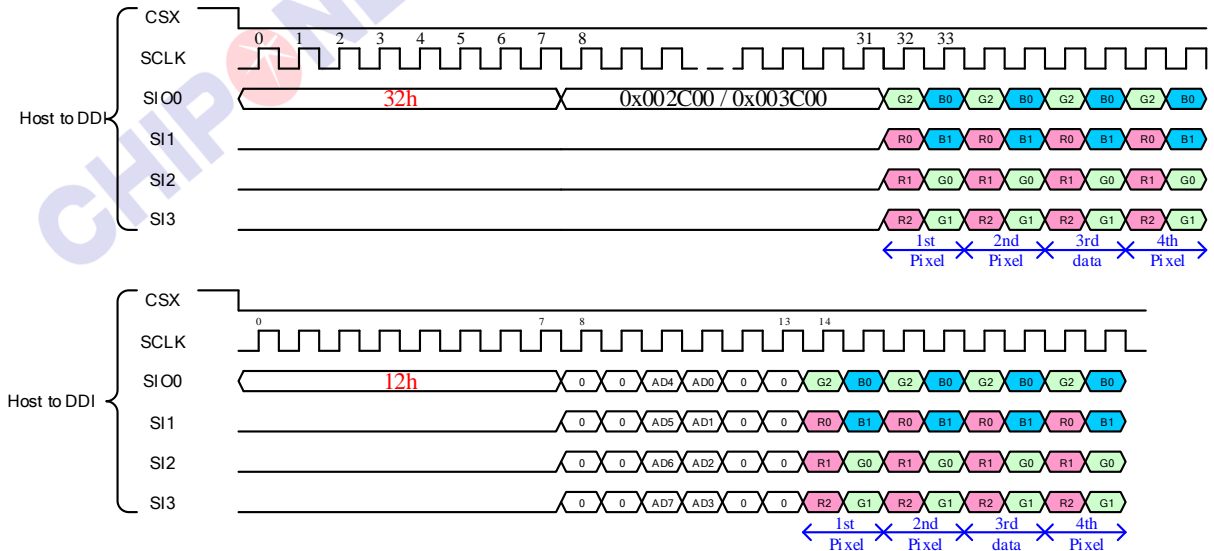 CHIPONE
CSX
0 1 2 3 4 5 6 7 8 31 32 33
SCLK
SIO0 32h 0x002C00 / 0x003C00 G2 B0 G2 B0 G2 B0 G2 B0
Host to DDI
SI1 R0 B1 R0 B1 R0 B1 R0 B1
SI2 R1 G0 R1 G0 R1 G0 R1 G0
SI3 R2 G1 R2 G1 R2 G1 R2 G1
1st 2nd 3rd 4th
Pixel Pixel data Pixel
CSX
0 7 8 13 14
SCLK
SIO0 12h 0 0 AD4 AD0 0 0 G2 B0 G2 B0 G2 B0 G2 B0
Host to DDI
SI1 0 0 AD5 AD1 0 0 R0 B1 R0 B1 R0 B1 R0 B1
SI2 0 0 AD6 AD2 0 0 R1 G0 R1 G0 R1 G0 R1 G0
SI3 0 0 AD7 AD3 0 0 R2 G1 R2 G1 R2 G1 R2 G1
1st 2nd 3rd 4th
Pixel Pixel data Pixel